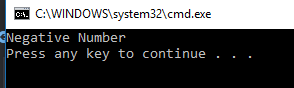 C:\WINDOWS\system32\cmd.exe
Negative Number
Press any key to continue . . .